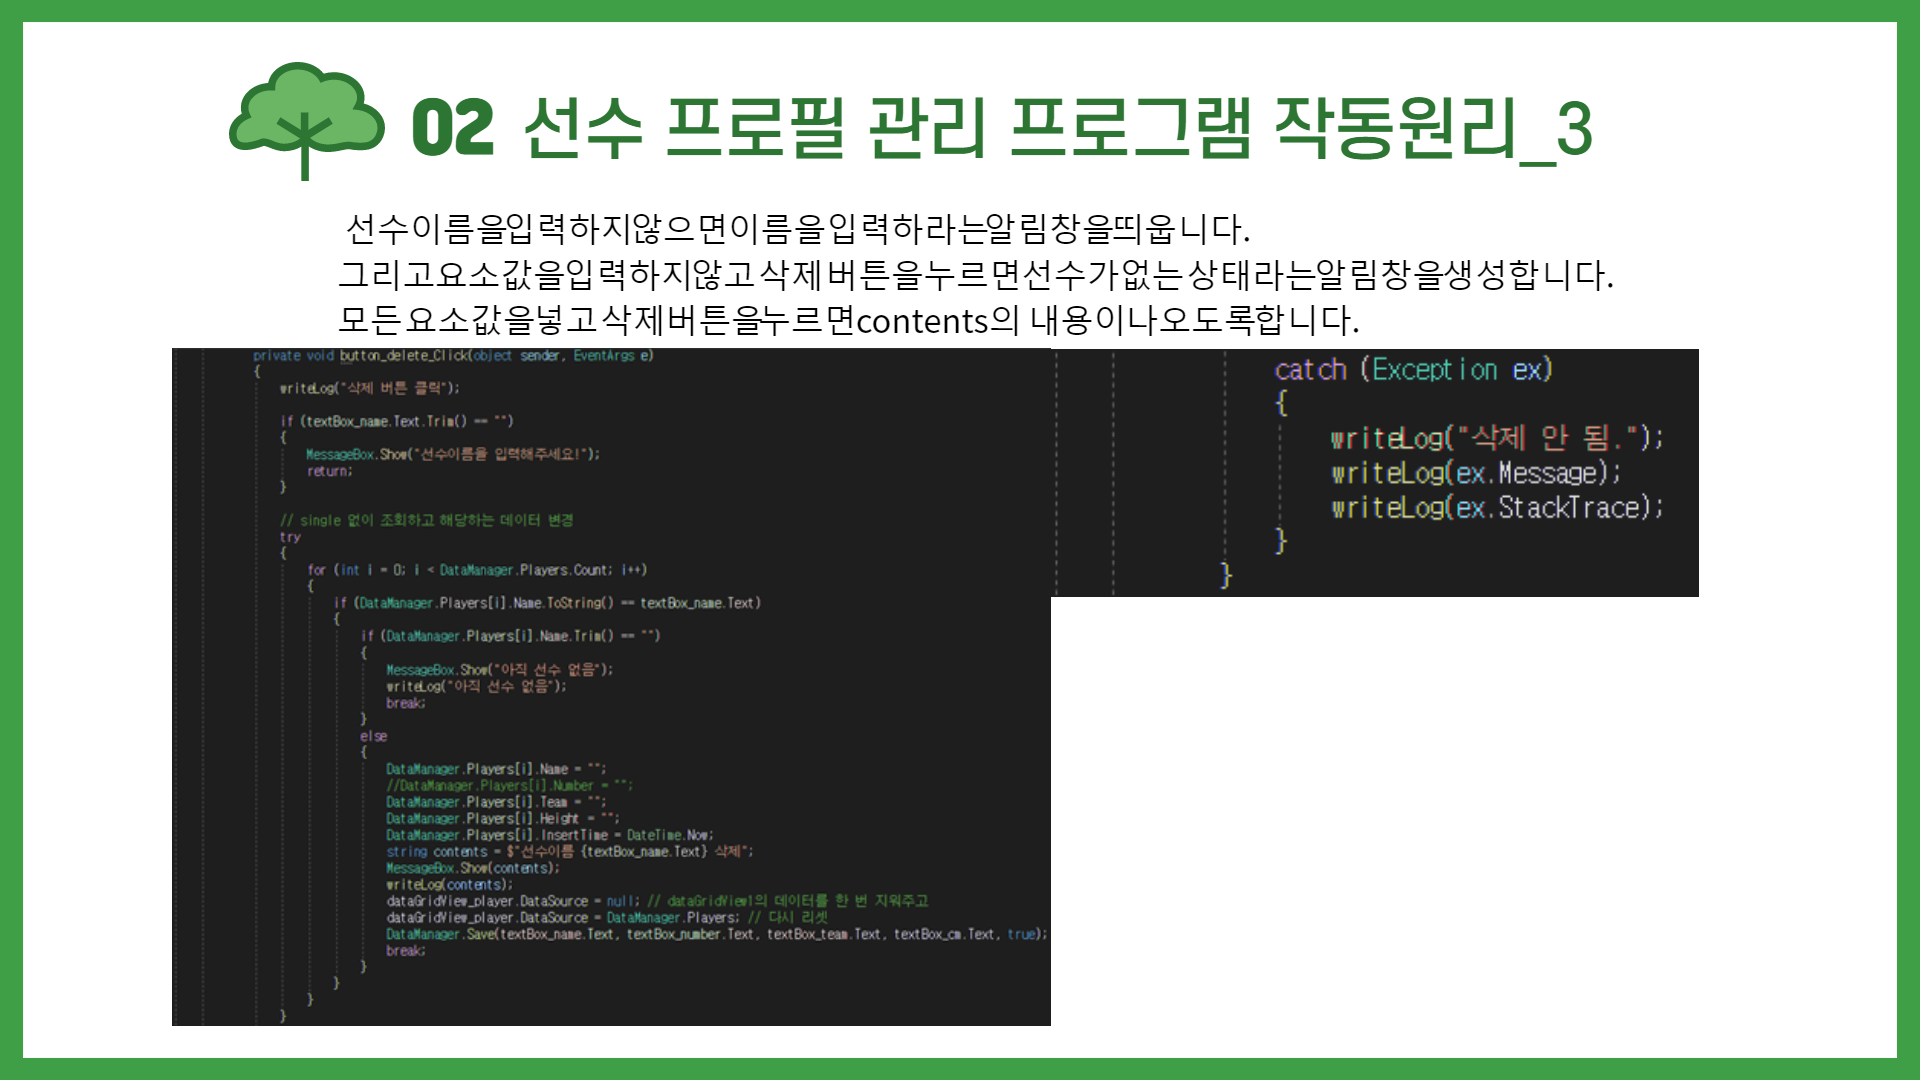 02 선수 프로필 관리 프로그램 작동원리_3
선수이름을입력하지않으면이름을입력하라는알림창을띄웁니다.
그리고요소값을입력하지않고삭제버튼을누르면선수가없는상태라는알림창을생성합니다.
모든요소값을넣고삭제버튼을누르면contents의 내용이나오도록합니다.
private void button_delete_Click(object sender, EventArgs e)
{
writeLog("삭제 버튼 클릭");
if (textBox_name.Text.Trim() == "")
{
MessageBox.Show("선수이름을 입력해주세요!");
return;
}
// single 없이 조회하고 해당하는 데이터 변경
try
{
for (int i = 0; i < DataManager.Players.Count; i++)
{
if (DataManager.Players[i].Name.ToString() == textBox_name.Text)
{
if (DataManager.Players[i].Name.Trim() == "")
{
MessageBox.Show("아직 선수 없음");
writeLog("아직 선수 없음");
break;
}
else
{
DataManager.Players[i].Name = "";
//DataManager.Players[i].Number = "";
DataManager.Players[i].Team = "";
DataManager.Players[i].Height = "";
DataManager.Players[i].InsertTime = DateTime.Now;
string contents = $"선수이름 {textBox_name.Text} 삭제";
MessageBox.Show(contents);
writeLog(contents);
dataGridView_player.DataSource = null; // dataGridView1의 데이터를 한 번 지워주고
dataGridView_player.DataSource = DataManager.Players; // 다시 리셋
DataManager.Save(textBox_name.Text, textBox_number.Text, textBox_team.Text, textBox_cm.Text, true);
break;
}
}
}
}
catch (Exception ex)
{
writeLog("삭제 안 됨.");
writeLog(ex.Message);
writeLog(ex.StackTrace);
}
}